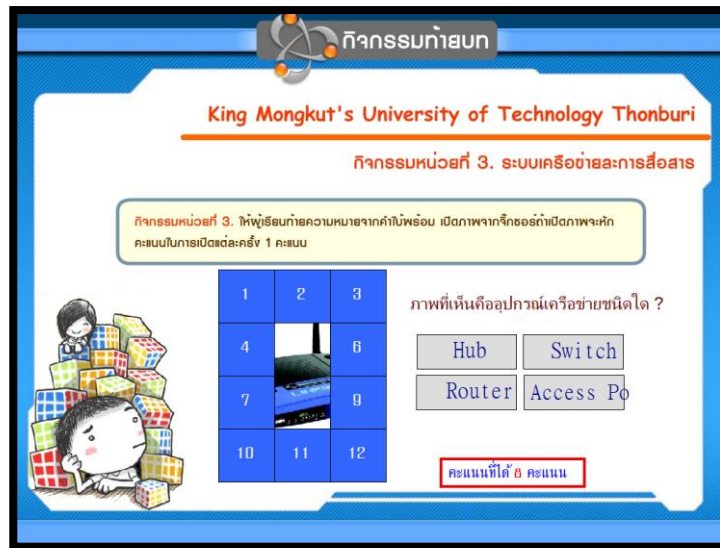 กิจกรรมท้ายบท
King Mongkut's University of Technology Thonburi
กิจกรรมหน่วยที่ 3. ระบบเครือข่ายละการสื่อสาร
กิจกรรมหน่วยที่ 3. ให้ผู้เรียนทายความหมายจากคำใบ้พร้อม เปิดภาพจากจิ๊กซอร์ถ้าเปิดภาพจะหัก
คะแนนในการเปิดแต่ละครั้ง 1 คะแนน
1 2 3
4 6
7 9
10 11 12
ภาพที่เห็นคืออุปกรณ์เครือข่ายชนิดใด ?
Hub Switch
Router Access Po
คะแนนที่ได้ 8 คะแนน